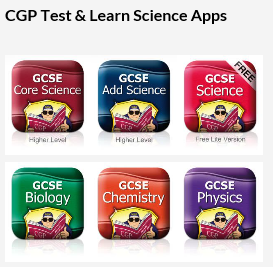 CGP Test & Learn Science Apps
GCSE
Core Science
Higher Level
GCSE
Add Science
Higher Level
FREE
GCSE
Science
Free Lite Version
GCSE
Biology
GCSE
Chemistry
GCSE
Physics